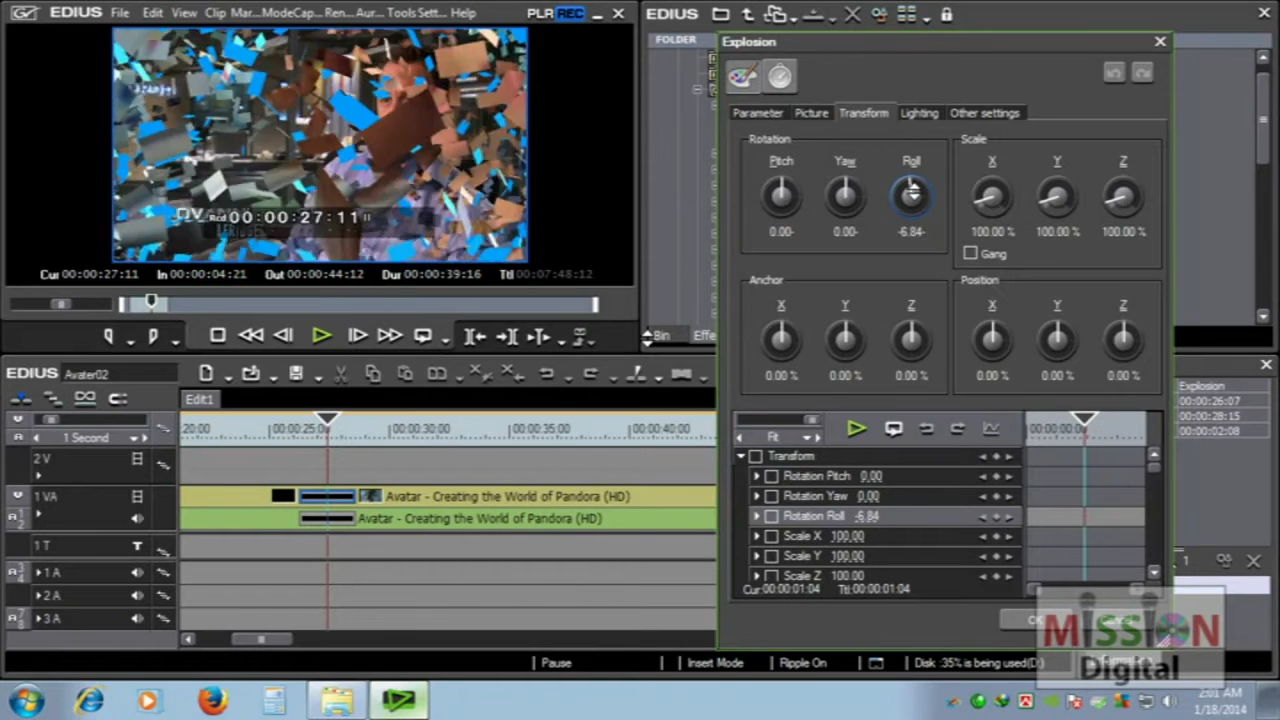 File Edit View Clip Mar... ModeCap... Ren... Aur... Tools Sett... Help PLR REC
EDIUS
FOLDER
Rcd 00:00:27:11
Cur 00:00:27:11 In 00:00:04:21 Out 00:00:44:12 Dur 00:00:39:16 Ttl 00:07:48:12
Bin Effe
Explosion
Parameter Picture Transform Lighting Other settings
Rotation
Pitch Yaw Roll
0.00- 0.00- -6.84-
Scale
X Y Z
100.00 % 100.00 % 100.00 %
Gang
Anchor
X Y Z
0.00 % 0.00 % 0.00 %
Position
X Y Z
0.00 % 0.00 % 0.00 %
Fit
00:00:00:00
Transform
Rotation Pitch 0.00
Rotation Yaw 0.00
Rotation Roll -6.84
Scale X 100.00
Scale Y 100.00
Scale Z 100.00
Cur:00:00:01:04 Ttl:00:00:01:04
OK
Explosion
00:00:26:07
00:00:28:15
00:00:02:08
EDIUS Avater02
Edit1
1 Second
20:00 00:00:25:00 00:00:30:00 00:00:35:00 00:00:40:00
2 V
1 VA Avatar - Creating the World of Pandora (HD)
Avatar - Creating the World of Pandora (HD)
1 T T
1 A
2 A
3 A
Pause Insert Mode Ripple On Disk :35% is being used(D:)
MISSION
Digital
2:01 AM
1/18/2014